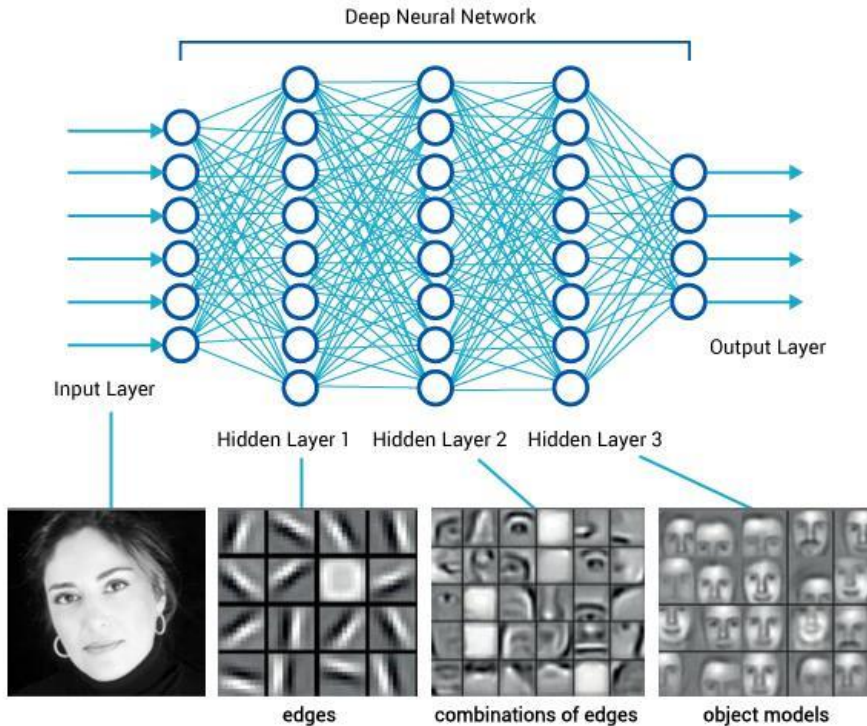 Deep Neural Network
Output Layer
Input Layer
Hidden Layer 1
Hidden Layer 2
Hidden Layer 3
edges
combinations of edges
object models